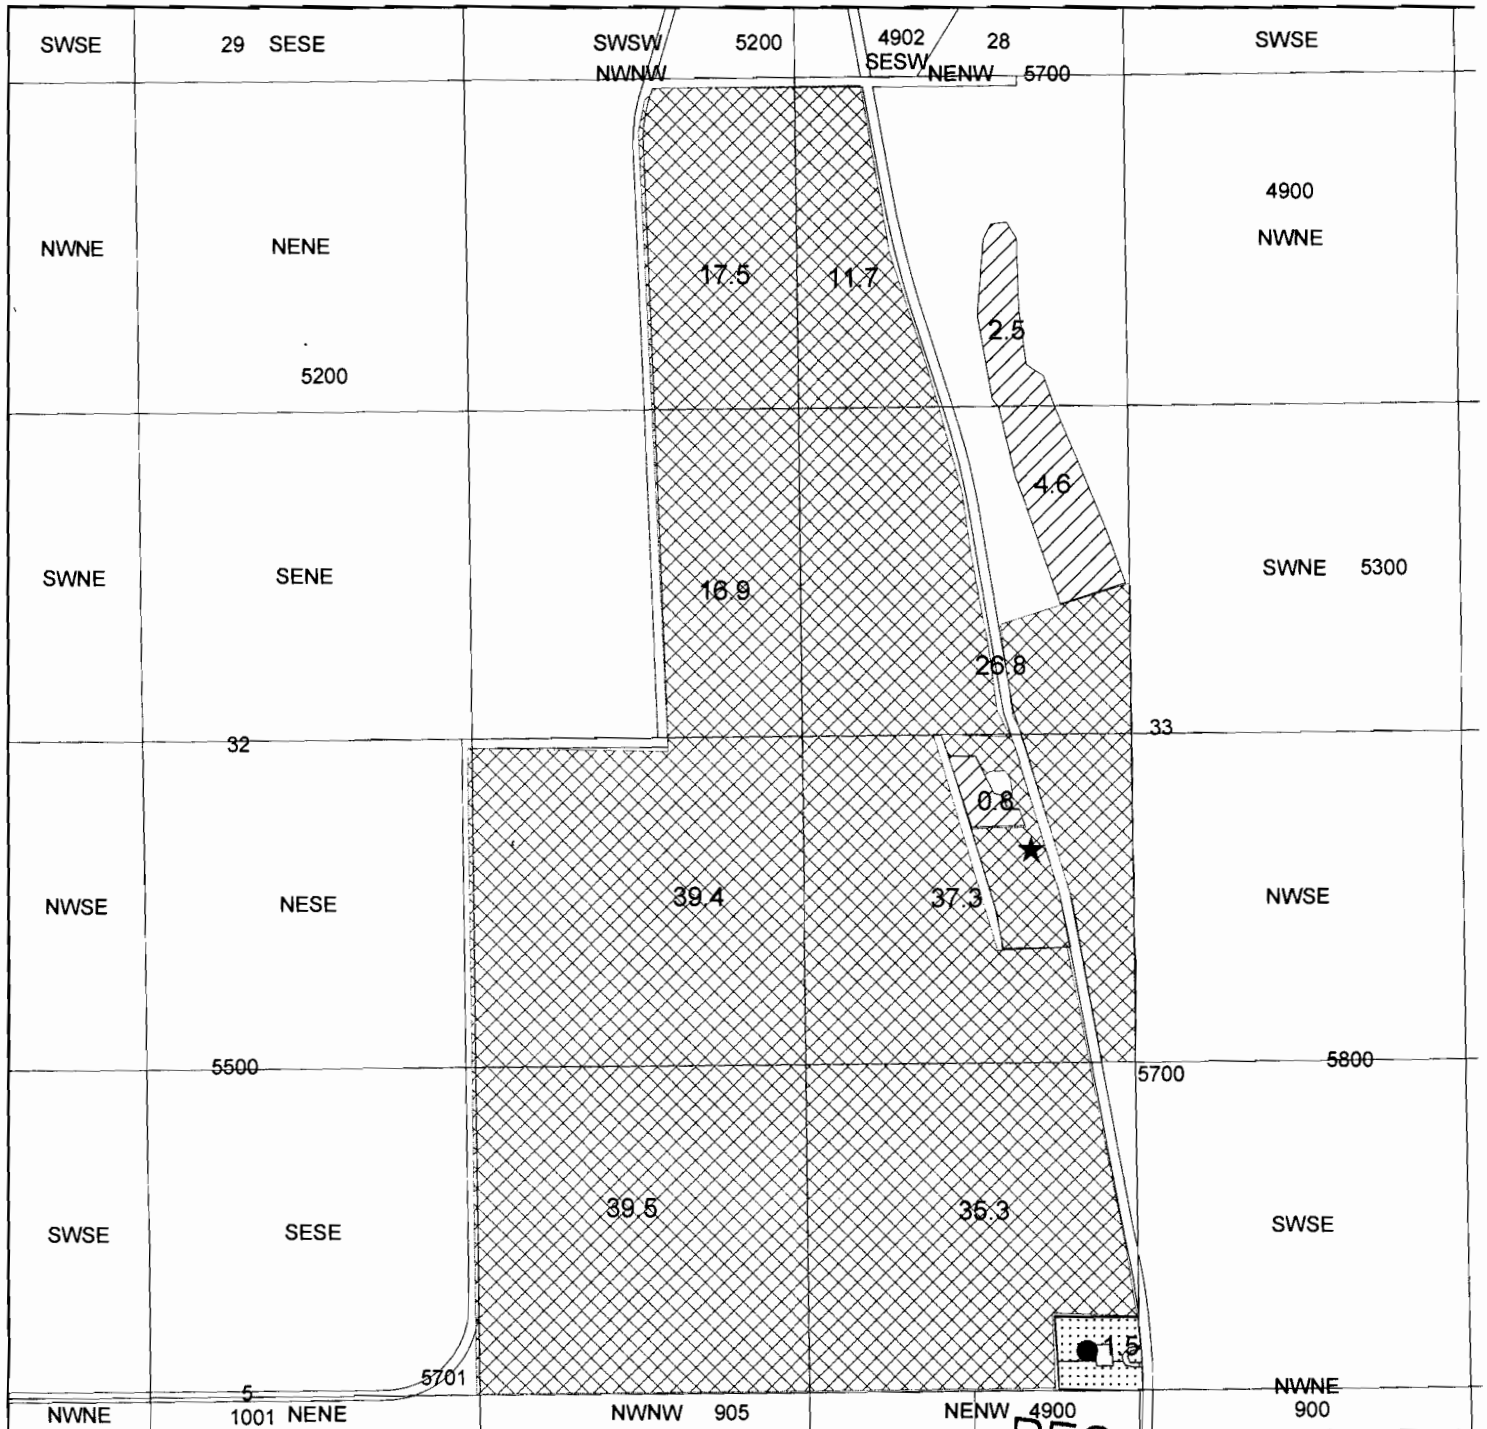 SWSE 29 SESE SWSW 5200 4902 28 SWSE
SESW
NWNW NENW 5700
4900
NWNE NENE NWNE
17.5 11.7
2.5
5200
4.6
SWNE SENE SWNE 5300
16.9
26.8
32 33
0.8
39.4 37.3
NWSE NESE NWSE
5500 5800
5700
39.5 35.3
SWSE SESE SWSE
1.5
5701
5 NWNE
NWNE 1001 NENE NWNW 905 NENW 4900 900